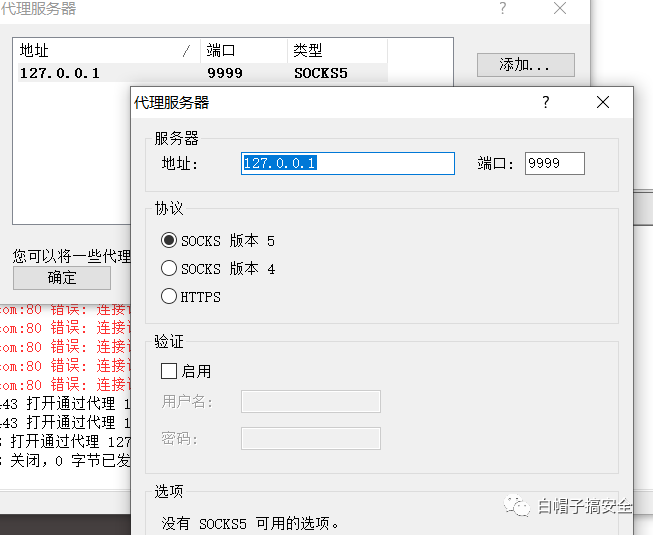 代理服务器
地址 / 端口 类型
127.0.0.1 9999 SOCKS5
添加...
您可以将一些代理
确定
com:80 错误: 连接
com:80 错误: 连接
com:80 错误: 连接
com:80 错误: 连接
com:80 错误: 连接
443 打开通过代理 1
443 打开通过代理 1
打开通过代理 127
关闭, 0 字节已发
代理服务器
服务器
地址: 127.0.0.1 端口: 9999
协议
SOCKS 版本 5
SOCKS 版本 4
HTTPS
验证
启用
用户名:
密码:
选项
没有 SOCKS5 可用的选项。
白帽子搞安全